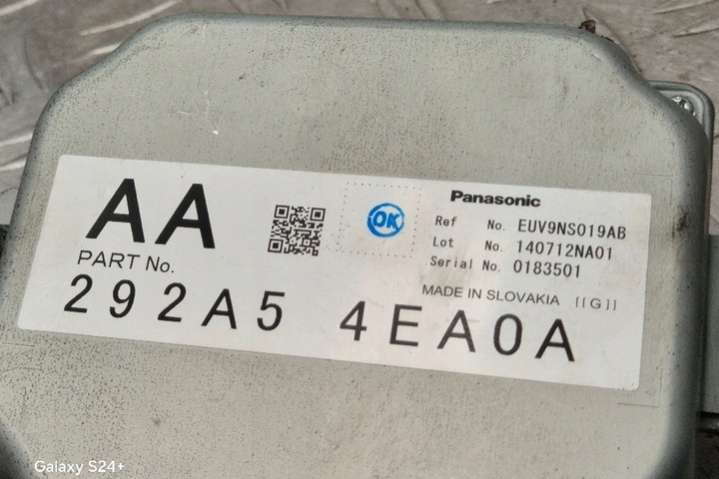 AA
PART No.
292A5 4EA0A
OK
Panasonic
Ref No. EUV9NS019AB
Lot No. 140712NA01
Serial No. 0183501
MADE IN SLOVAKIA [[G]]
Galaxy S24+